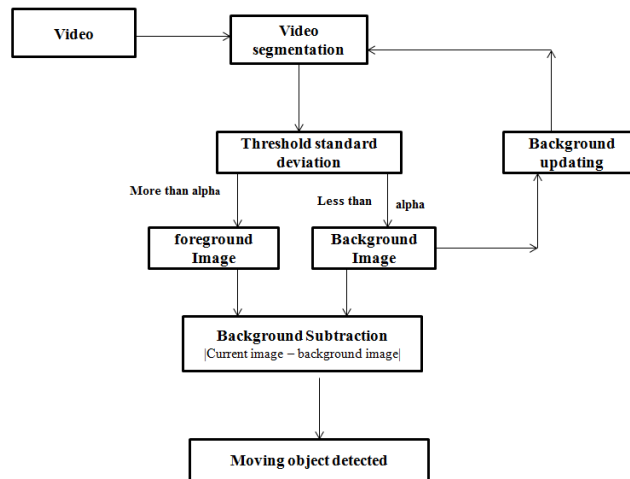 Video
Video
segmentation
Threshold standard
deviation
Background
updating
More than alpha
Less than
alpha
foreground
Image
Background
Image
Background Subtraction
|Current image – background image|
Moving object detected